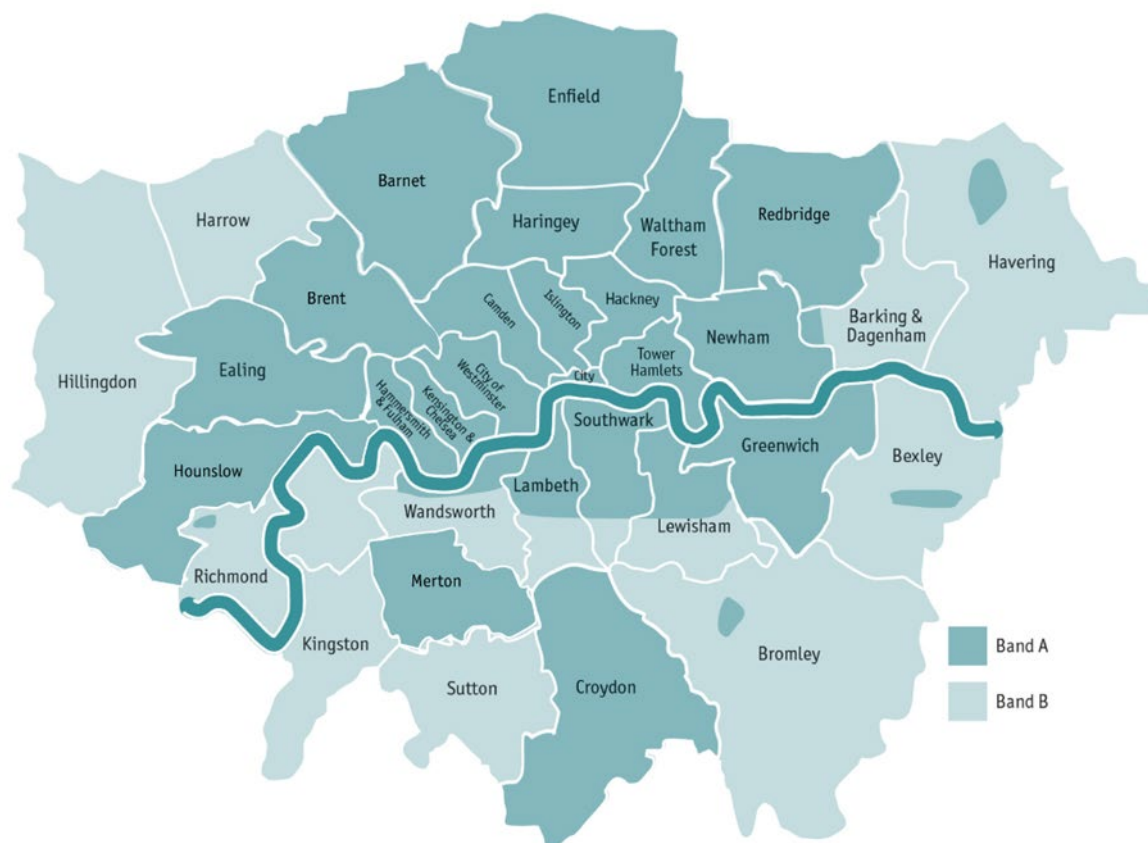 Enfield
Barnet
Harrow
Haringey
Waltham
Forest
Redbridge
Havering
Brent
Camden
Islington
Hackney
Newham
Barking &
Dagenham
Hillingdon
Ealing
Hammersmith
& Fulham
Kensington &
Chelsea
City of
Westminster
City
Tower
Hamlets
Southwark
Hounslow
Greenwich
Bexley
Lambeth
Wandsworth
Lewisham
Richmond
Merton
Kingston
Sutton
Croydon
Bromley
Band A
Band B